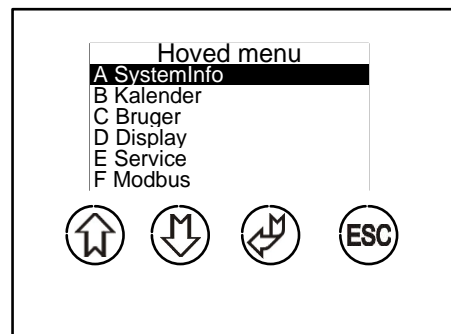 Hoved menu
A SystemInfo
B Kalender
C Bruger
D Display
E Service
F Modbus
ESC